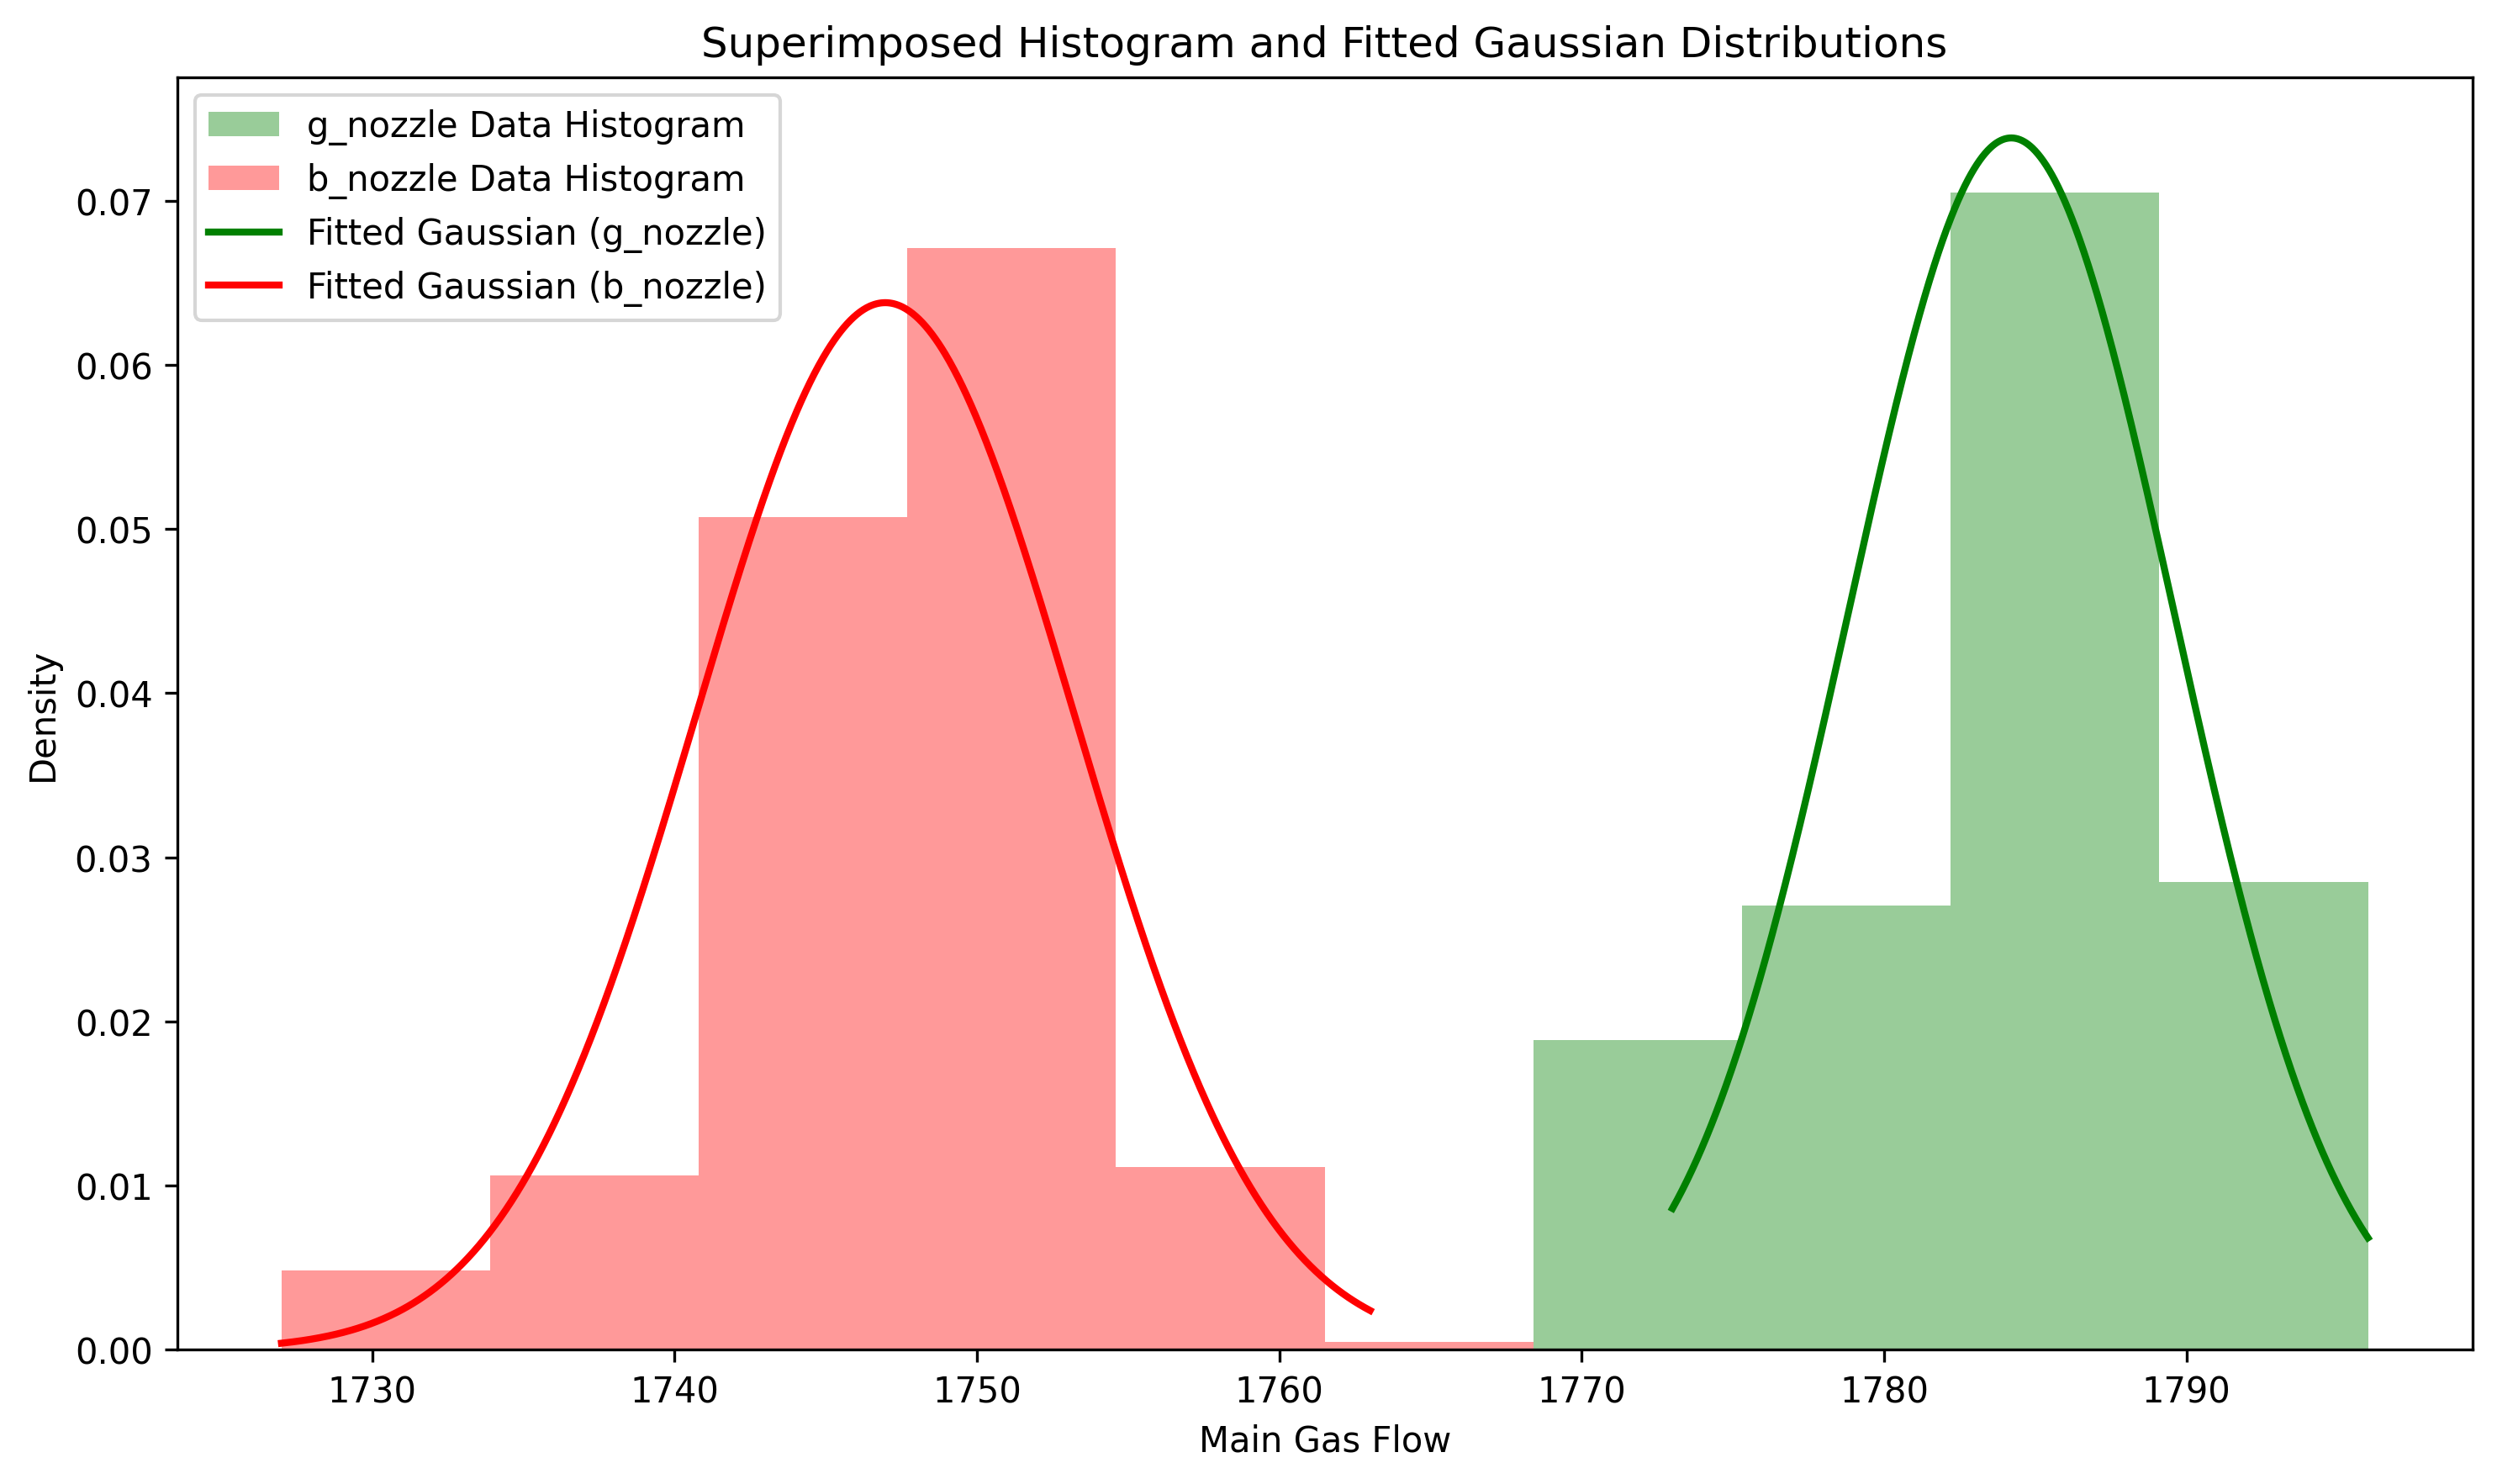 Superimposed Histogram and Fitted Gaussian Distributions
g_nozzle Data Histogram
b_nozzle Data Histogram
Fitted Gaussian (g_nozzle)
Fitted Gaussian (b_nozzle)
Density
0.07
0.06
0.05
0.04
0.03
0.02
0.01
0.00
1730 1740 1750 1760 1770 1780 1790
Main Gas Flow